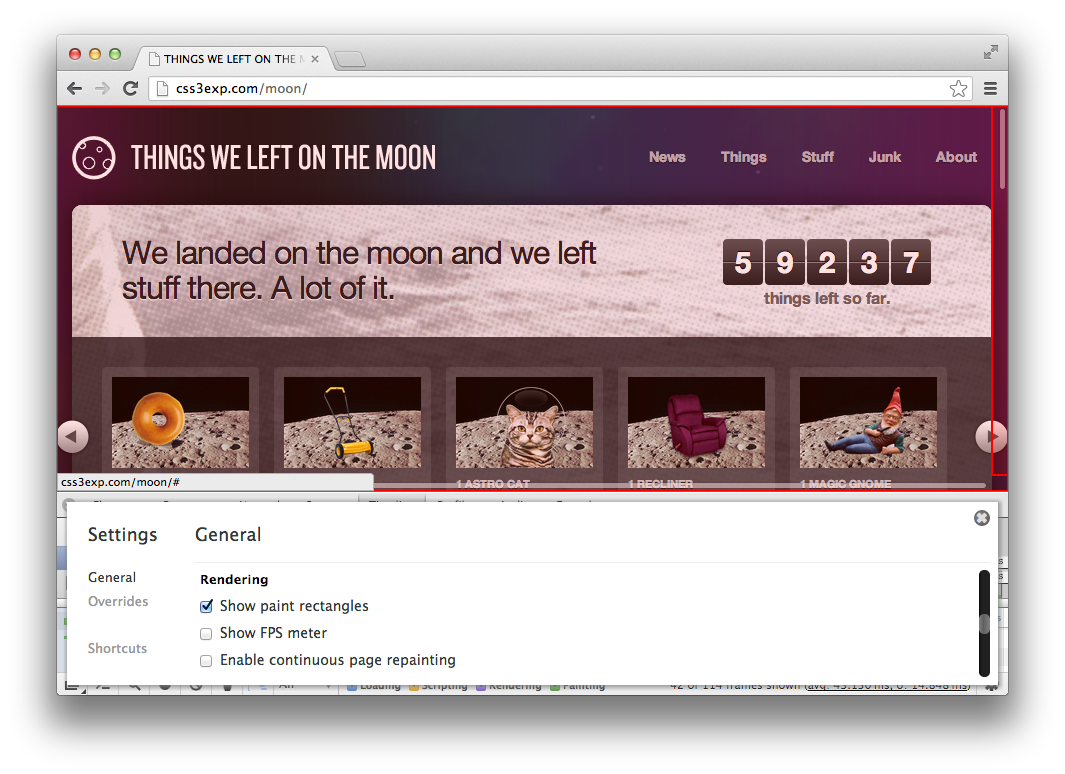 THINGS WE LEFT ON THE
css3exp.com/moon/
THINGS WE LEFT ON THE MOON
News Things Stuff Junk About
We landed on the moon and we left
stuff there. A lot of it.
5 9 2 3 7
things left so far.
1 ASTRO CAT 1 RECLINER 1 MAGIC GNOME
css3exp.com/moon/#
Settings General
General
Overrides
Shortcuts
Rendering
Show paint rectangles
Show FPS meter
Enable continuous page repainting
Loading Scripting Rendering Painting
42 of 114 frames shown